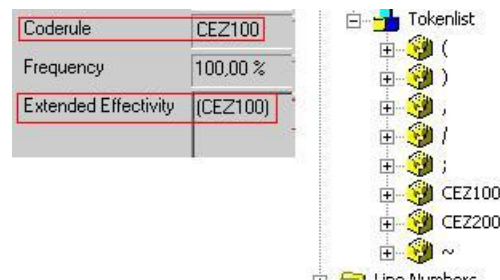 Coderule CEZ100
Frequency 100,00 %
Extended Effectivity (CEZ100)
Tokenlist
(
)
,
/
;
CEZ100
CEZ200
~
Line Numbers